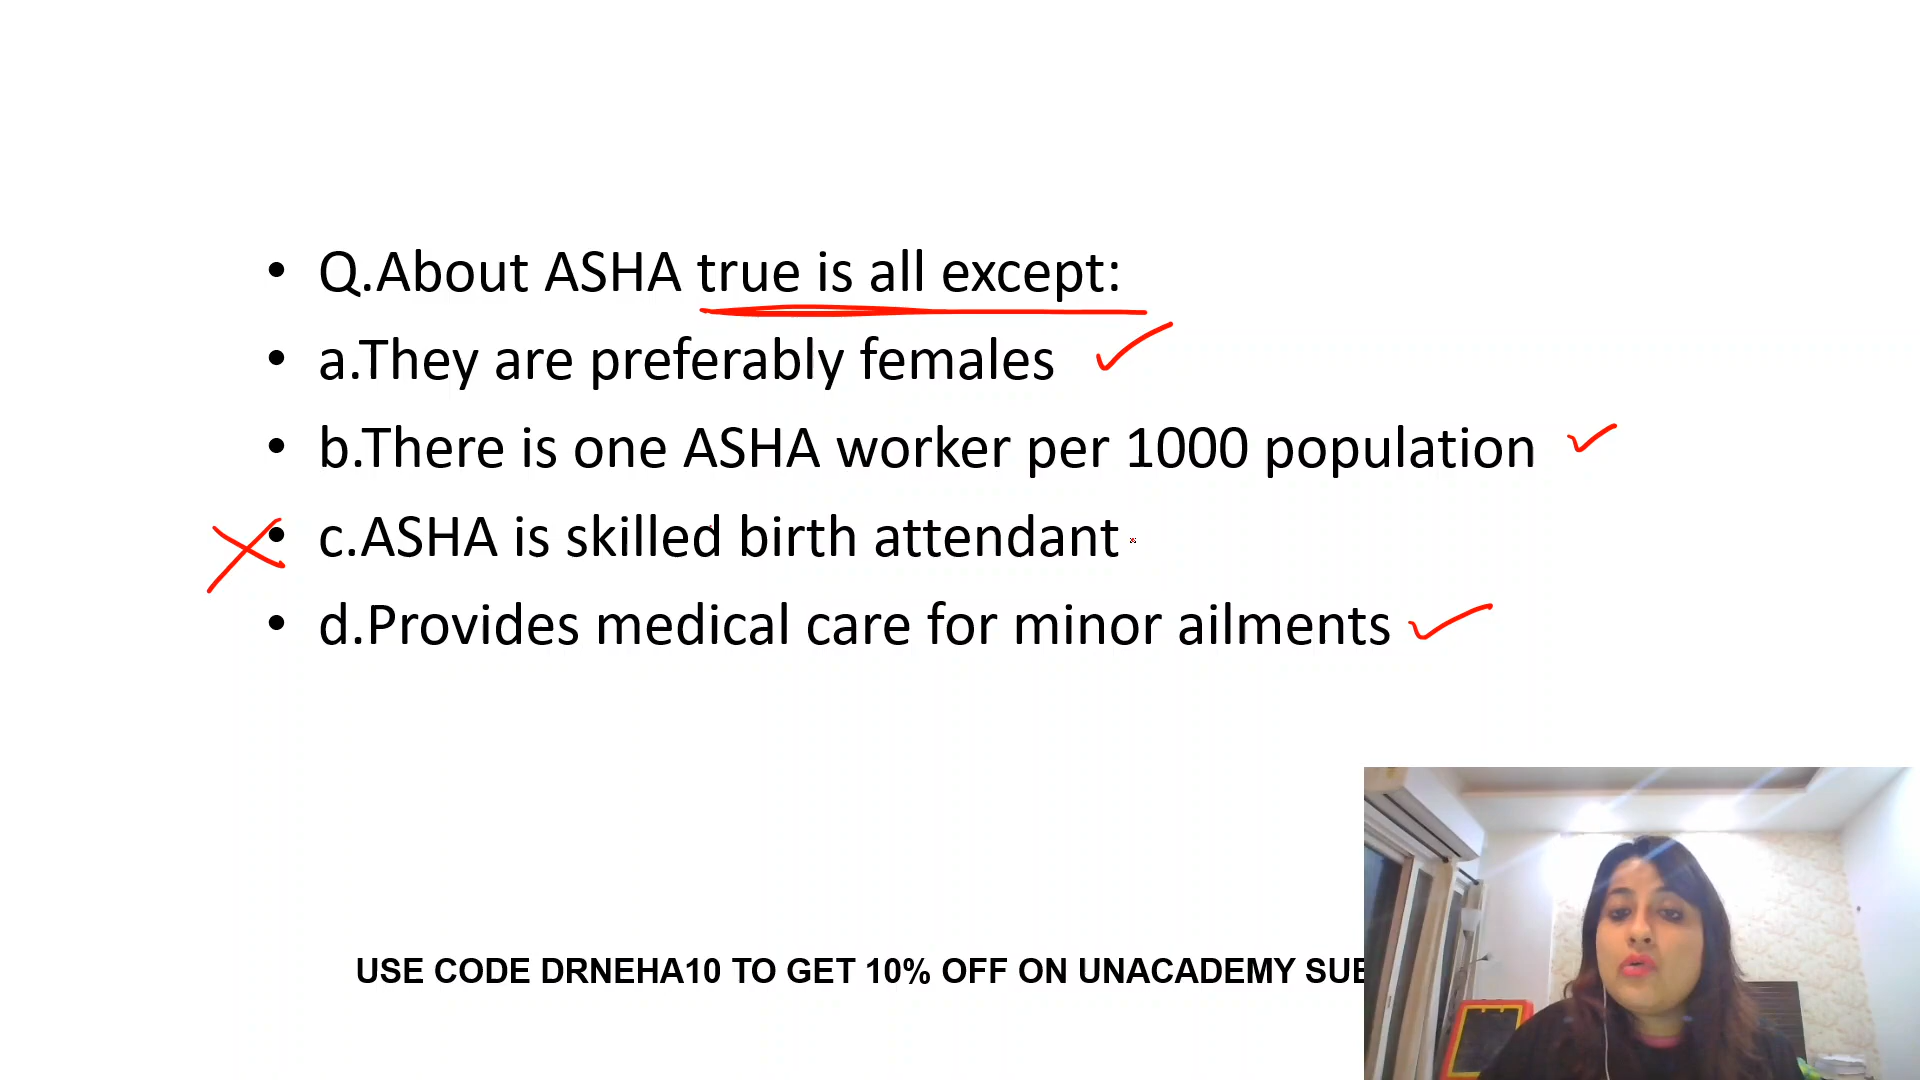 • Q.About ASHA true is all except:
• a.They are preferably females
• b.There is one ASHA worker per 1000 population
• c.ASHA is skilled birth attendant
• d.Provides medical care for minor ailments
USE CODE DRNEHA10 TO GET 10% OFF ON UNACADEMY